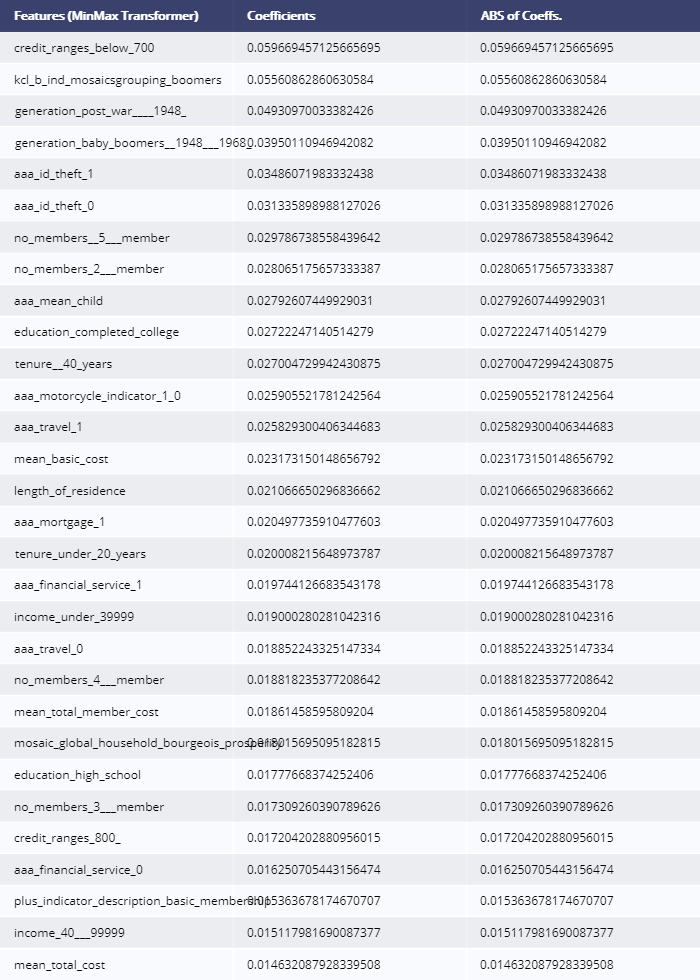 Features (MinMax Transformer) Coefficients ABS of Coeffs.
credit_ranges_below_700 0.059669457125665695 0.059669457125665695
kcl_b_ind_mosaicsgrouping_boomers 0.05560862860630584 0.05560862860630584
generation_post_war____1948_ 0.04930970033382426 0.04930970033382426
generation_baby_boomers__1948___1968_ 0.03950110946942082 0.03950110946942082
aaa_id_theft_1 0.03486071983332438 0.03486071983332438
aaa_id_theft_0 0.031335898988127026 0.031335898988127026
no_members__5___member 0.029786738558439642 0.029786738558439642
no_members_2___member 0.028065175657333387 0.028065175657333387
aaa_mean_child 0.02792607449929031 0.02792607449929031
education_completed_college 0.02722247140514279 0.02722247140514279
tenure__40_years 0.027004729942430875 0.027004729942430875
aaa_motorcycle_indicator_1_0 0.025905521781242564 0.025905521781242564
aaa_travel_1 0.025829300406344683 0.025829300406344683
mean_basic_cost 0.023173150148656792 0.023173150148656792
length_of_residence 0.021066650296836662 0.021066650296836662
aaa_mortgage_1 0.020497735910477603 0.020497735910477603
tenure_under_20_years 0.020008215648973787 0.020008215648973787
aaa_financial_service_1 0.019744126683543178 0.019744126683543178
income_under_39999 0.019000280281042316 0.019000280281042316
aaa_travel_0 0.018852243325147334 0.018852243325147334
no_members_4___member 0.018818235377208642 0.018818235377208642
mean_total_member_cost 0.01861458595809204 0.01861458595809204
mosaic_global_household_bourgeois_prosperity 0.018015695095182815 0.018015695095182815
education_high_school 0.01777668374252406 0.01777668374252406
no_members_3___member 0.017309260390789626 0.017309260390789626
credit_ranges_800_ 0.017204202880956015 0.017204202880956015
aaa_financial_service_0 0.016250705443156474 0.016250705443156474
plus_indicator_description_basic_membership 0.015363678174670707 0.015363678174670707
income_40___99999 0.015117981690087377 0.015117981690087377
mean_total_cost 0.014632087928339508 0.014632087928339508